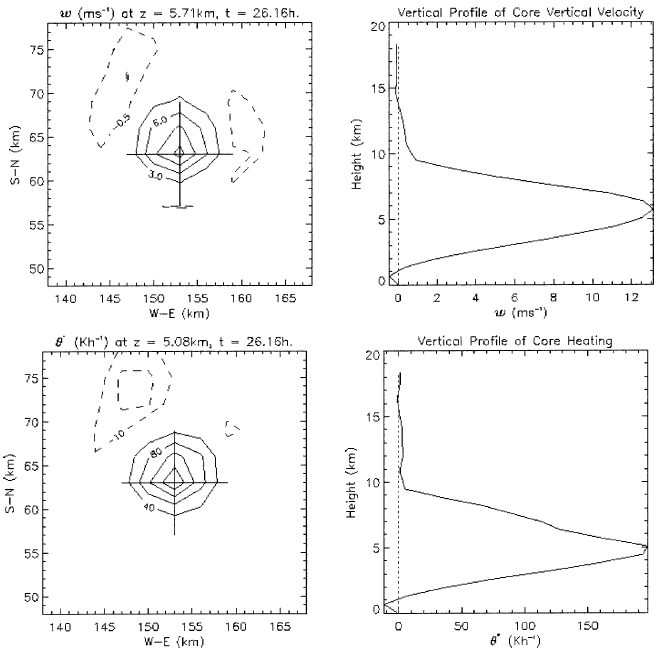 w (ms⁻¹) at z = 5.71km, t = 26.16h.
75
70
65
60
55
50
S−N (km)
−0.5
6.0
3.0
140 145 150 155 160 165
W−E (km)
Vertical Profile of Core Vertical Velocity
20
15
10
5
0
Height (km)
0 2 4 6 8 10 12
w (ms⁻¹)
θ* (Kh⁻¹) at z = 5.08km, t = 26.16h.
75
70
65
60
55
50
S−N (km)
−10
80
40
140 145 150 155 160 165
W−E (km)
Vertical Profile of Core Heating
20
15
10
5
0
Height (km)
0 50 100 150
θ* (Kh⁻¹)